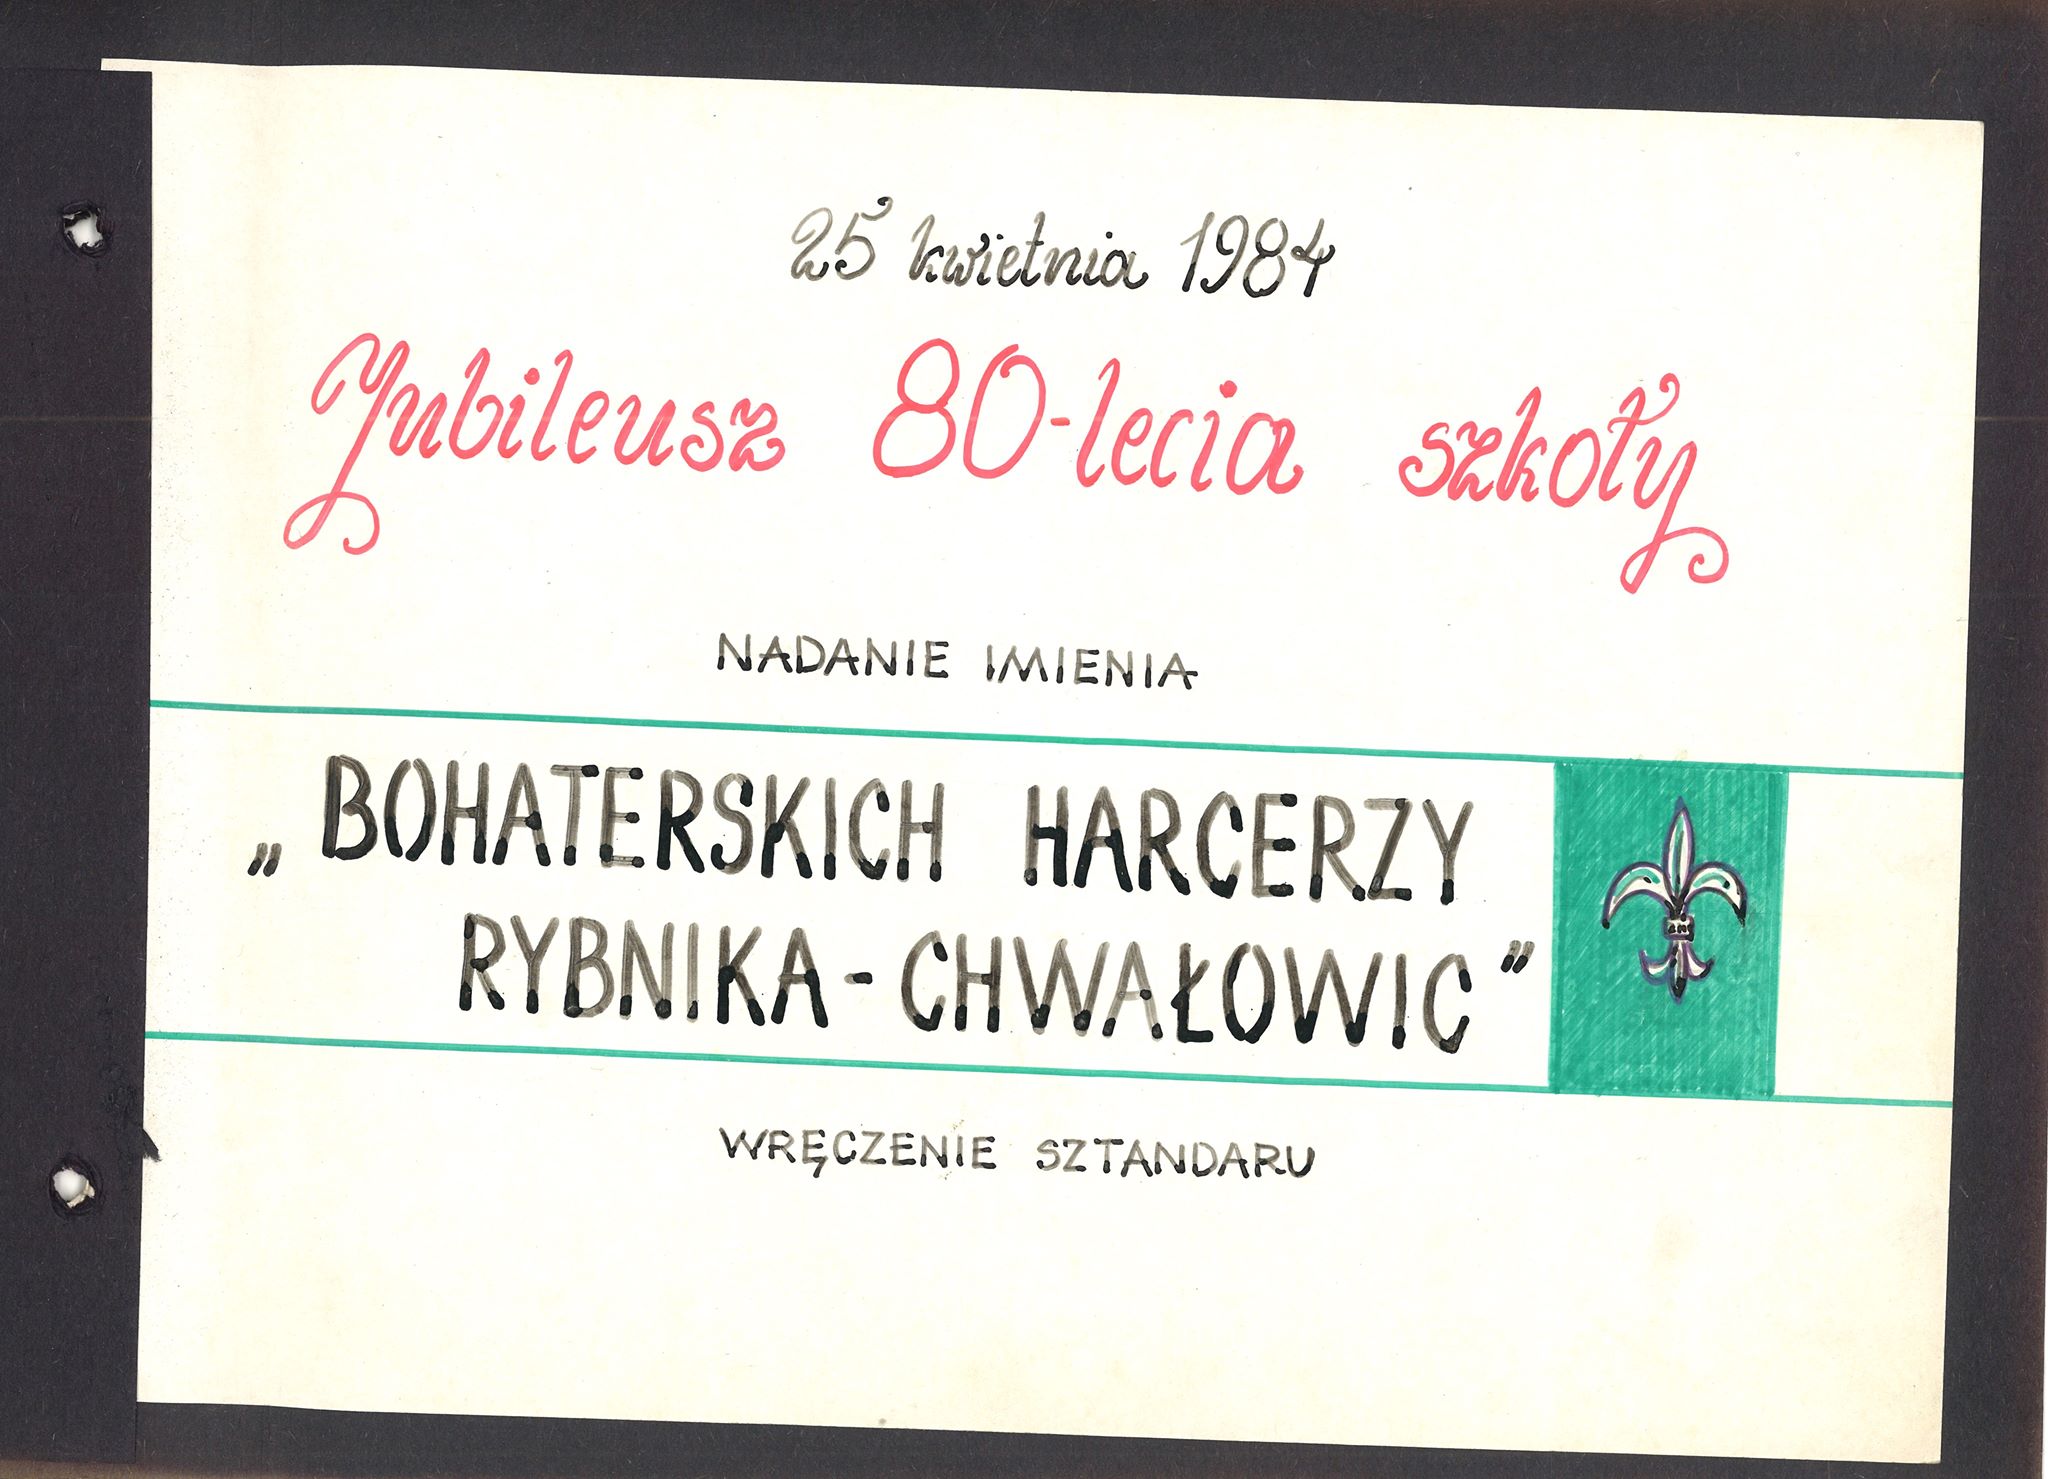 25 kwietnia 1984
Jubileusz 80-lecia szkoły
NADANIE IMIENIA
„BOHATERSKICH HARCERZY
RYBNIKA-CHWAŁOWIC”
WRĘCZENIE SZTANDARU